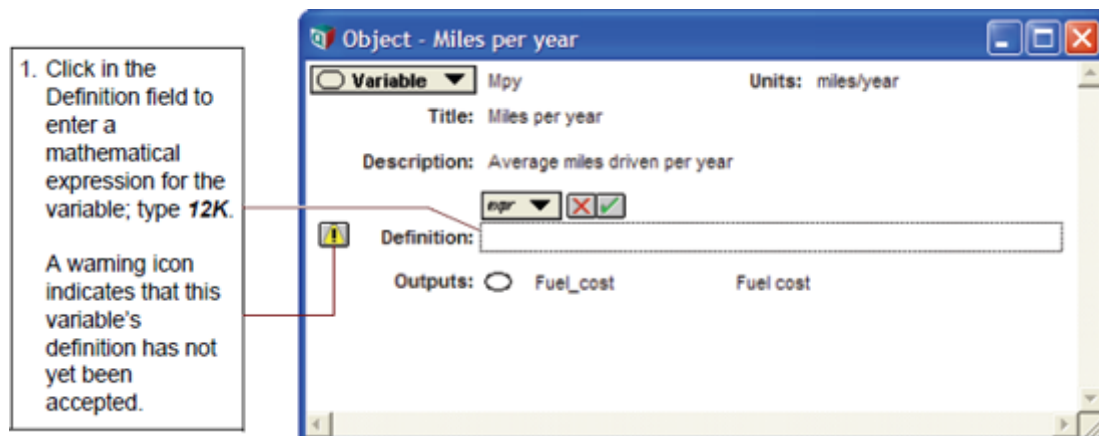 1. Click in the
Definition field to
enter a
mathematical
expression for the
variable; type 12K.
A warning icon
indicates that this
variable's
definition has not
yet been
accepted.
Object - Miles per year
Variable Mpy Units: miles/year
Title: Miles per year
Description: Average miles driven per year
expr
Definition:
Outputs: Fuel_cost Fuel cost